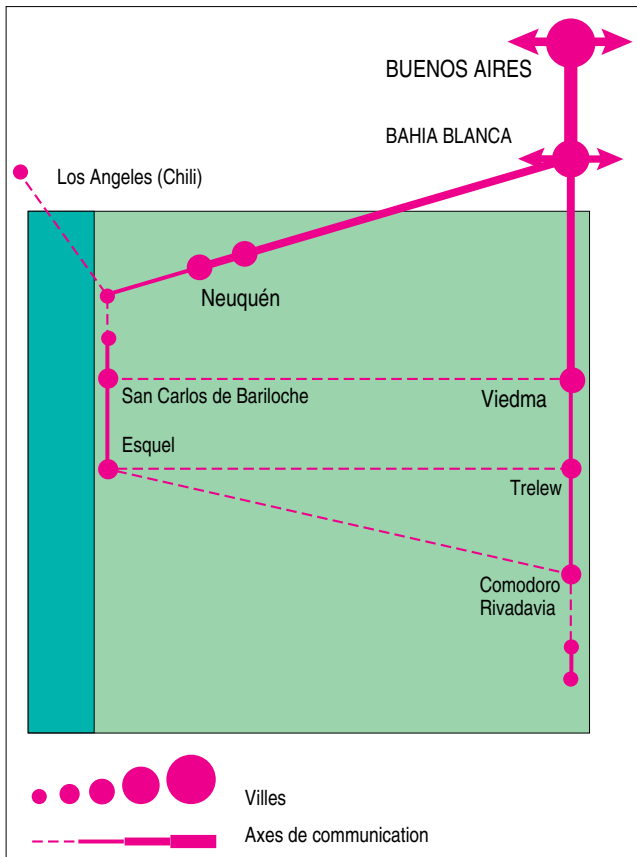 BUENOS AIRES
BAHIA BLANCA
Los Angeles (Chili)
Neuquén
San Carlos de Bariloche
Viedma
Esquel
Trelew
Comodoro
Rivadavia
Villes
Axes de communication